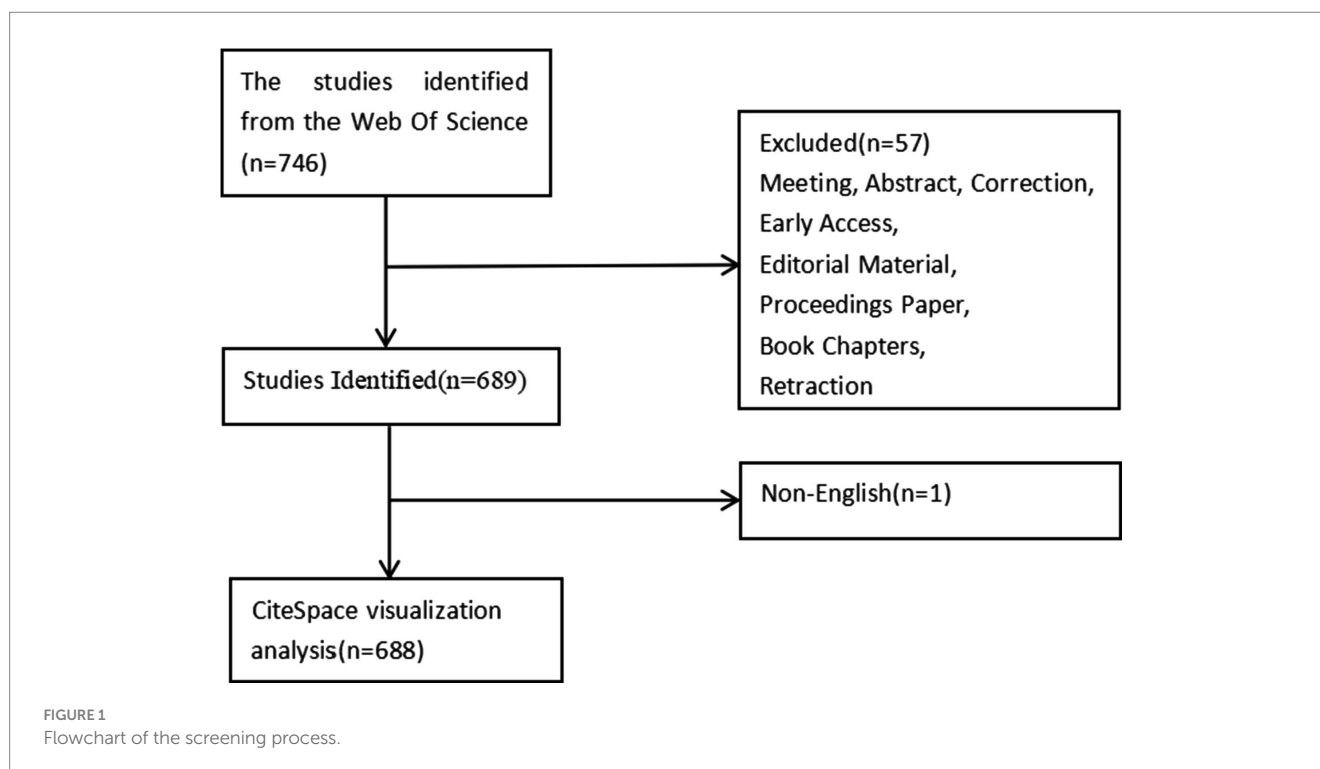 The studies identified
from the Web Of Science
(n=746)
Excluded(n=57)
Meeting, Abstract, Correction,
Early Access,
Editorial Material,
Proceedings Paper,
Book Chapters,
Retraction
Studies Identified(n=689)
Non-English(n=1)
CiteSpace visualization
analysis(n=688)
FIGURE 1
Flowchart of the screening process.